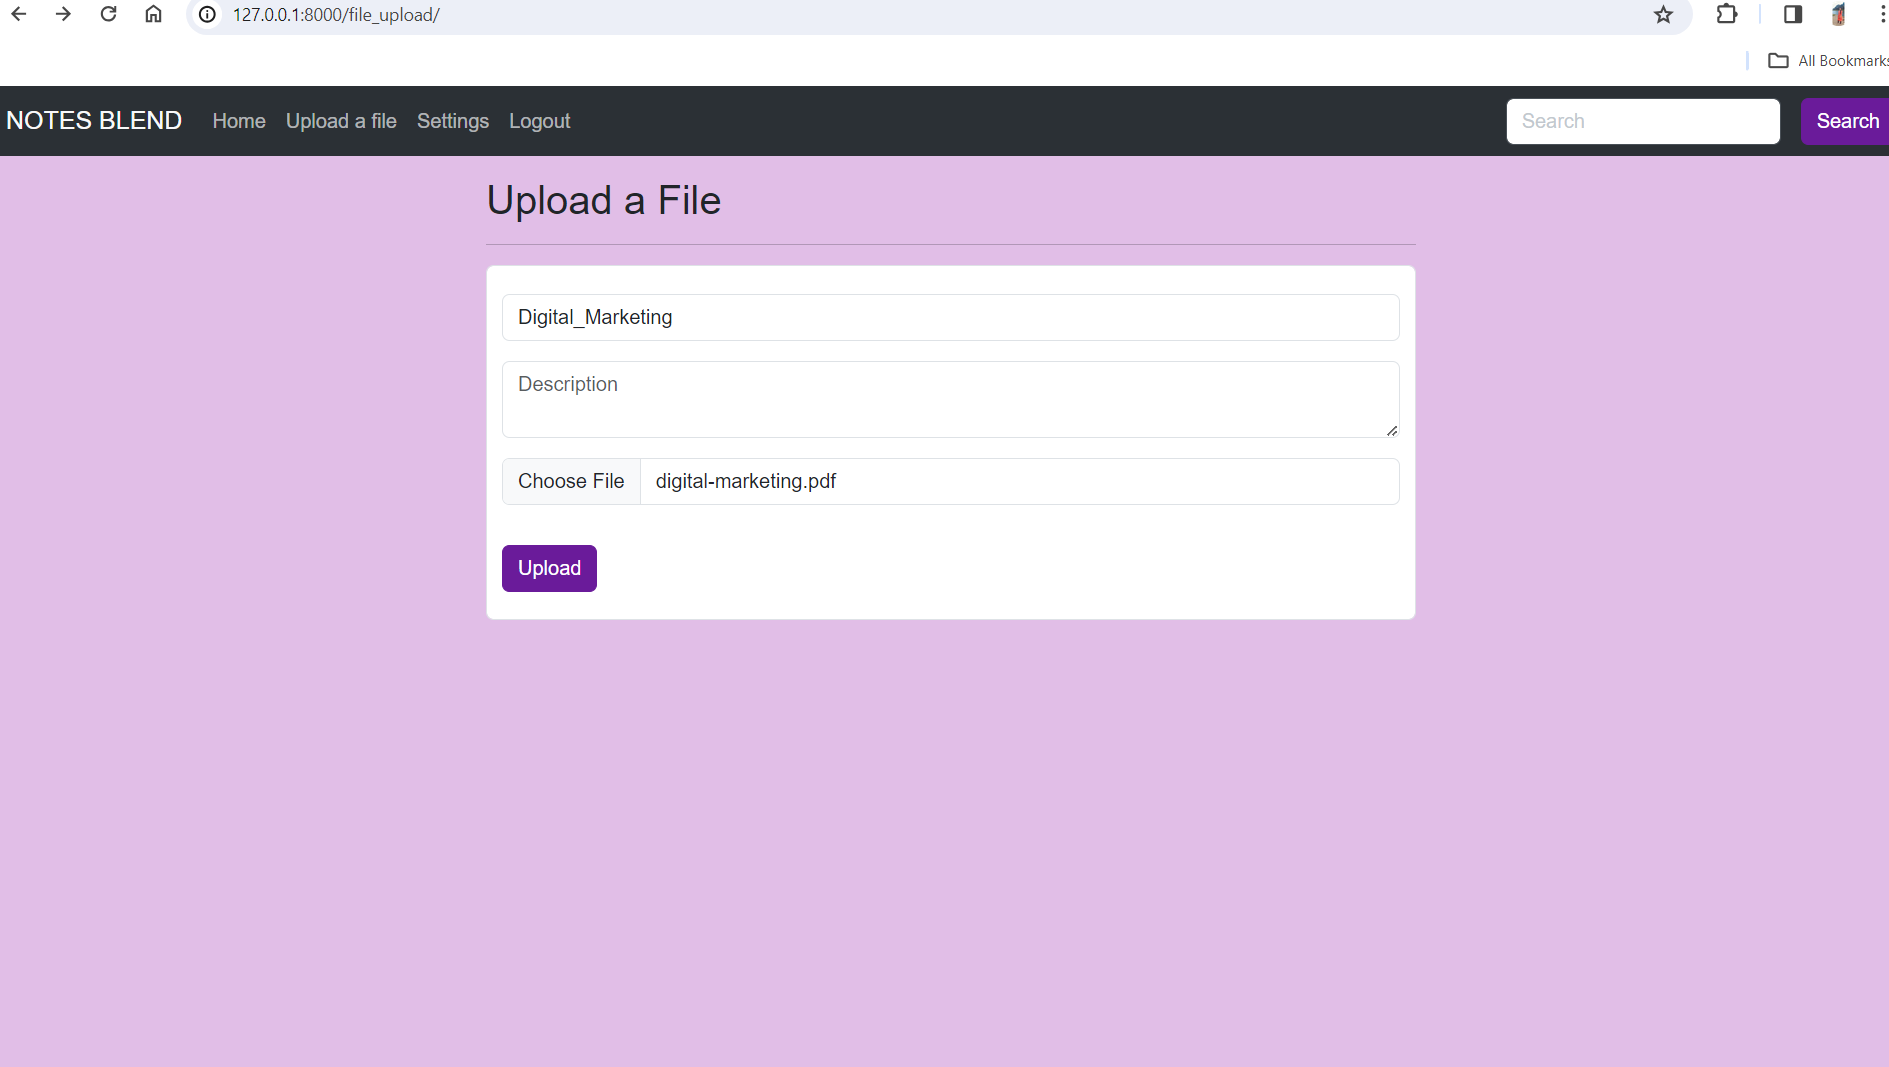 127.0.0.1:8000/file_upload/
All Bookmarks
NOTES BLEND Home Upload a file Settings Logout Search Search
Upload a File
Digital_Marketing
Description
Choose File digital-marketing.pdf
Upload